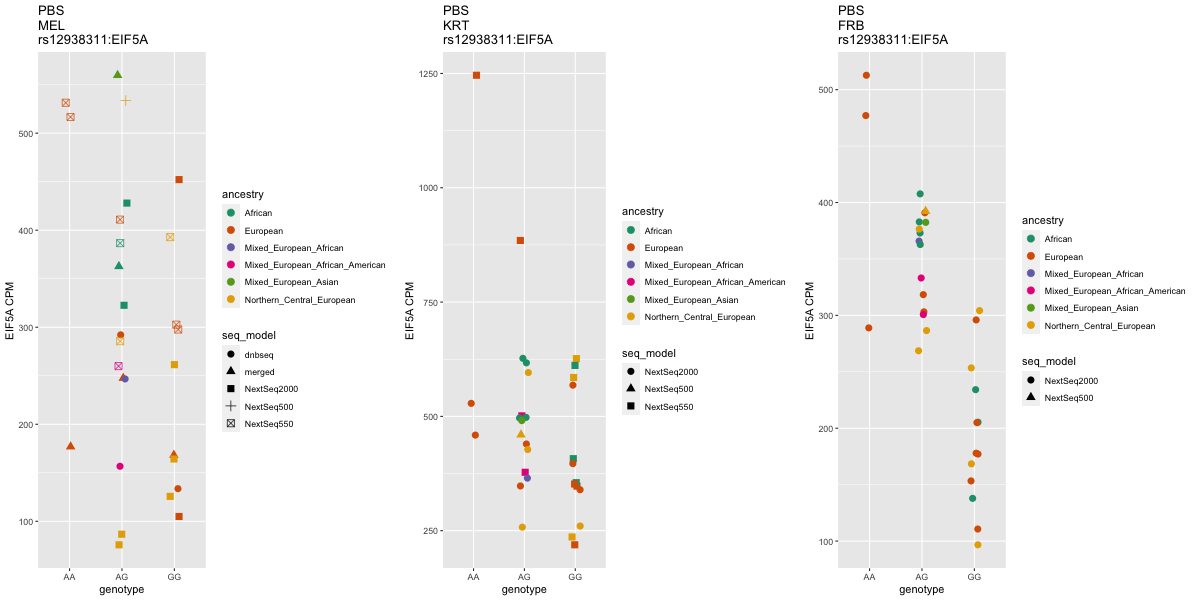 PBS
MEL
rs12938311:EIF5A
EIF5A CPM
500
400
300
200
100
AA
AG
GG
genotype
ancestry
African
European
Mixed_European_African
Mixed_European_African_American
Mixed_European_Asian
Northern_Central_European
seq_model
dnbseq
merged
NextSeq2000
NextSeq500
NextSeq550
PBS
KRT
rs12938311:EIF5A
EIF5A CPM
1250
1000
750
500
250
AA
AG
GG
genotype
ancestry
African
European
Mixed_European_African
Mixed_European_African_American
Mixed_European_Asian
Northern_Central_European
seq_model
NextSeq2000
NextSeq500
NextSeq550
PBS
FRB
rs12938311:EIF5A
EIF5A CPM
500
400
300
200
100
AA
AG
GG
genotype
ancestry
African
European
Mixed_European_African
Mixed_European_African_American
Mixed_European_Asian
Northern_Central_European
seq_model
NextSeq2000
NextSeq500